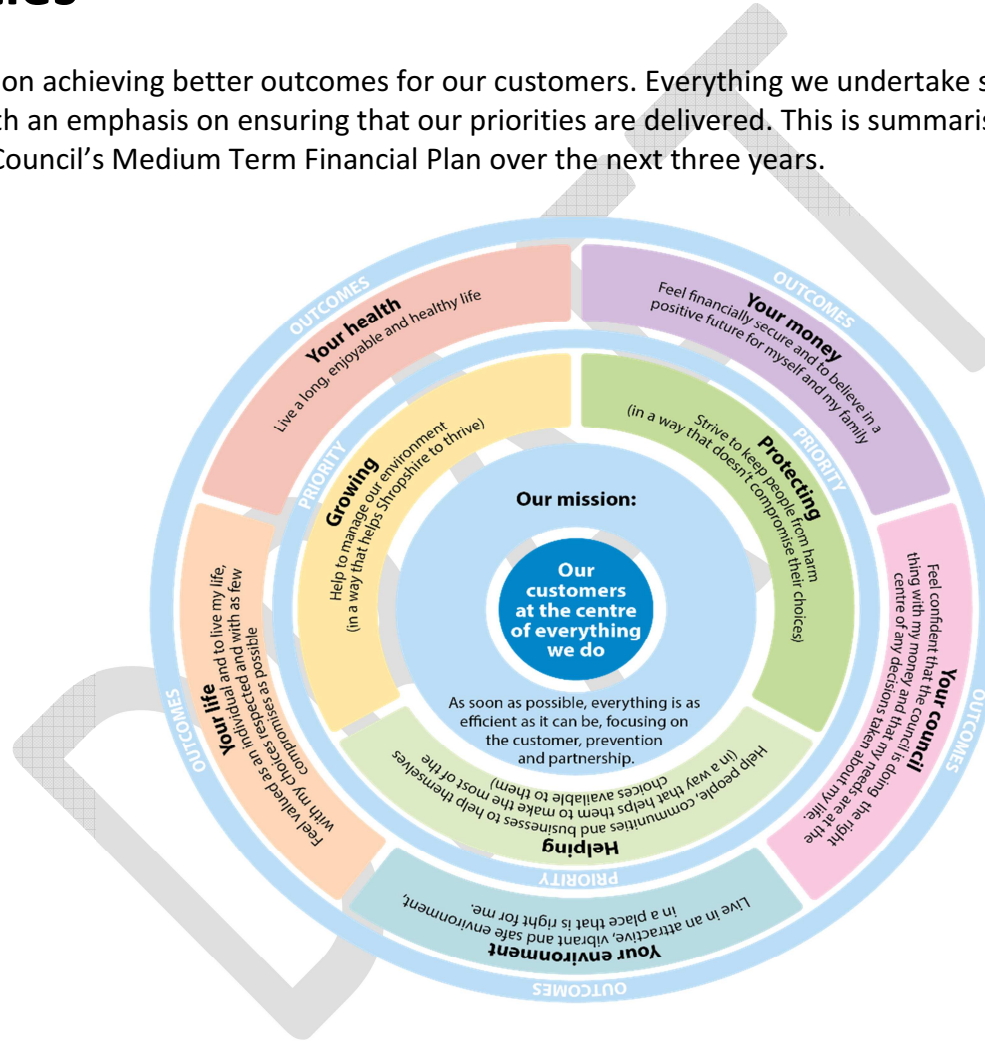 on achieving better outcomes for our customers. Everything we undertake
th an emphasis on ensuring that our priorities are delivered. This is summaris
Council's Medium Term Financial Plan over the next three years.
OUTCOMES
Your health
Live a long, enjoyable and healthy life
OUTCOMES
Your money
Feel financially secure and to believe in a
positive future for myself and my family
OUTCOMES
Your council
Feel confident that the council is doing the right
thing with my money and that my needs are at the
centre of any decisions taken about my life.
OUTCOMES
Your environment
Live in an attractive, vibrant and safe environment,
in a place that is right for me.
OUTCOMES
Your life
Feel valued as an individual and to live my life,
with my choices respected and with as few
compromises as possible
PRIORITY
Growing
Help to manage our environment
(in a way that helps Shropshire to thrive)
PRIORITY
Protecting
Strive to keep people from harm
(in a way that doesn't compromise their choices)
PRIORITY
Helping
Help people, communities and businesses to help themselves
(in a way that helps them to make the most of the
choices available to them)
Our mission:
Our
customers
at the centre
of everything
we do
As soon as possible, everything is as
efficient as it can be, focusing on
the customer, prevention
and partnership.